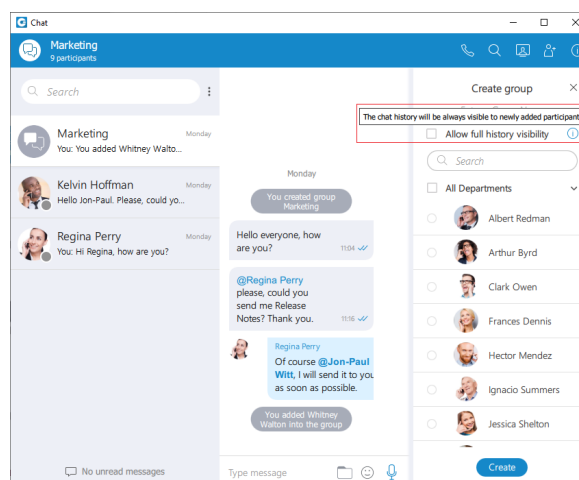 Chat
Marketing
9 participants
Search
Marketing
Monday
You: You added Whitney Walto...
Kelvin Hoffman
Monday
Hello Jon-Paul. Please, could yo...
Regina Perry
Monday
You: Hi Regina, how are you?
No unread messages
Monday
You created group
Marketing
Hello everyone, how
are you?
11:04
@Regina Perry
please, could you
send me Release
Notes? Thank you.
11:16
Regina Perry
Of course @Jon-Paul
Witt, I will send it to you
as soon as possible.
You added Whitney
Walton into the group
Type message
Create group
The chat history will be always visible to newly added participant
Allow full history visibility
Search
All Departments
Albert Redman
Arthur Byrd
Clark Owen
Frances Dennis
Hector Mendez
Ignacio Summers
Jessica Shelton
Create